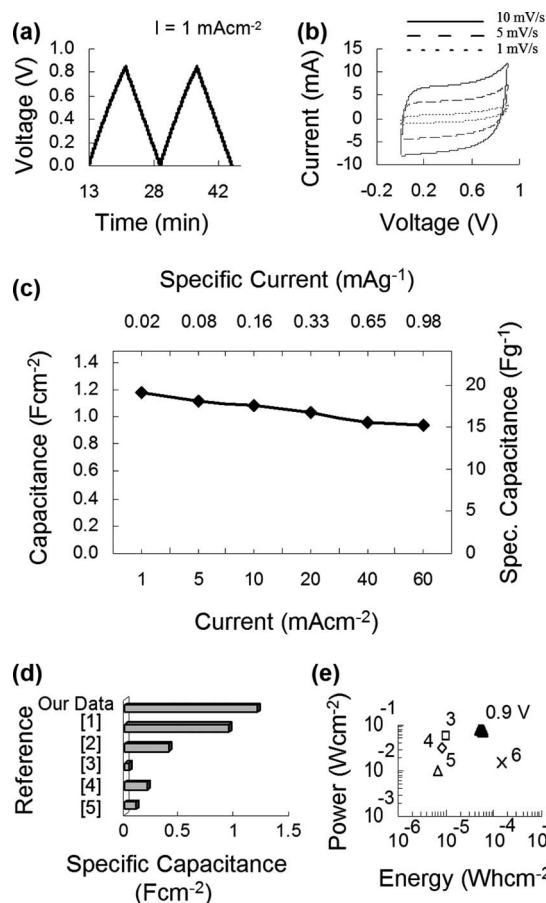 (a)
I = 1 mAcm-2
Voltage (V)
1.0
0.8
0.6
0.4
0.2
0.0
13 28 42
Time (min)
(b)
10 mV/s
5 mV/s
1 mV/s
Current (mA)
15
10
5
0
-5
-10
-0.2 0.2 0.6 1
Voltage (V)
(c)
Specific Current (mAg-1)
0.02 0.08 0.16 0.33 0.65 0.98
Capacitance (Fcm-2)
1.4
1.2
1.0
0.8
0.6
0.4
0.2
0.0
Spec. Capacitance (Fg-1)
20
15
10
5
0
1 5 10 20 40 60
Current (mAcm-2)
(d)
Reference
Our Data
[1]
[2]
[3]
[4]
[5]
0 0.5 1 1.5
Specific Capacitance
(Fcm-2)
(e)
Power (Wcm-2)
10-1
10-2
10-2
10-3
3
4
5
0.9 V
6
10-6 10-5 10-4 10-3
Energy (Whcm-2